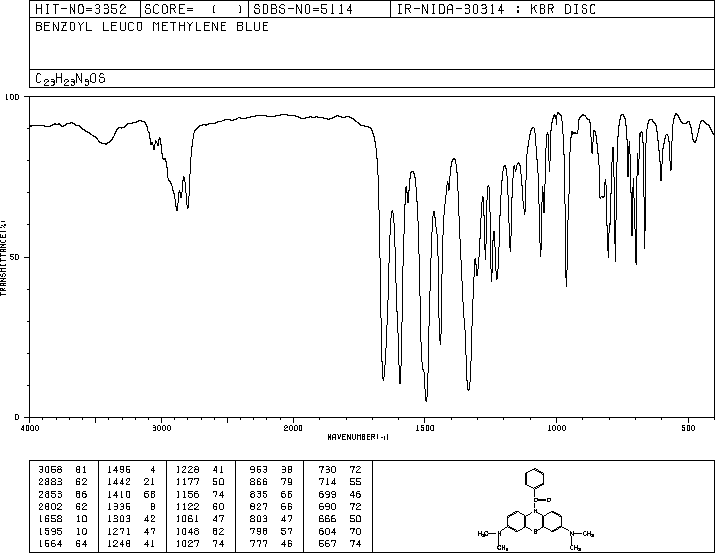 HIT-NO=3352 SCORE= ( ) SDBS-NO=5114 IR-NIDA-30314 : KBR DISC
BENZOYL LEUCO METHYLENE BLUE
C23H23N3OS
100
50
0
TRANSMITTANCE(%)
4000 3000 2000 1500 1000 500
WAVENUMBER(-1)
3068 81 1496 4 1228 41 963 38 730 72
2883 62 1442 21 1177 50 866 79 714 55
2853 66 1410 68 1156 74 835 66 699 46
2802 62 1336 8 1122 60 827 66 690 72
1658 10 1303 42 1061 47 803 47 666 50
1595 10 1271 47 1048 62 798 57 604 70
1564 64 1248 41 1027 74 777 46 567 74
C=O
N
S
H3C N CH3
N CH3
CH3